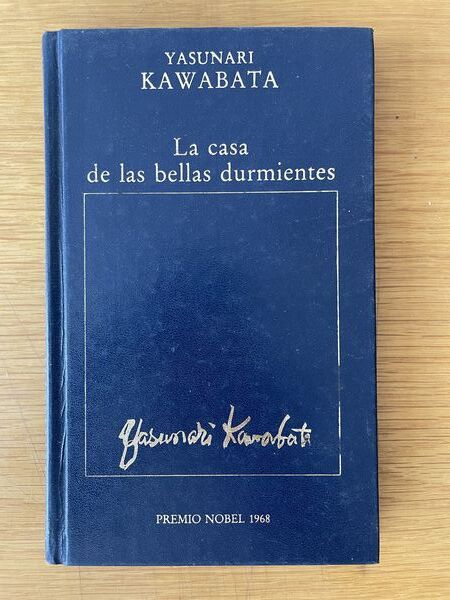 YASUNARI
KAWABATA
La casa
de las bellas durmientes
Yasunari Kawabata
PREMIO NOBEL 1968